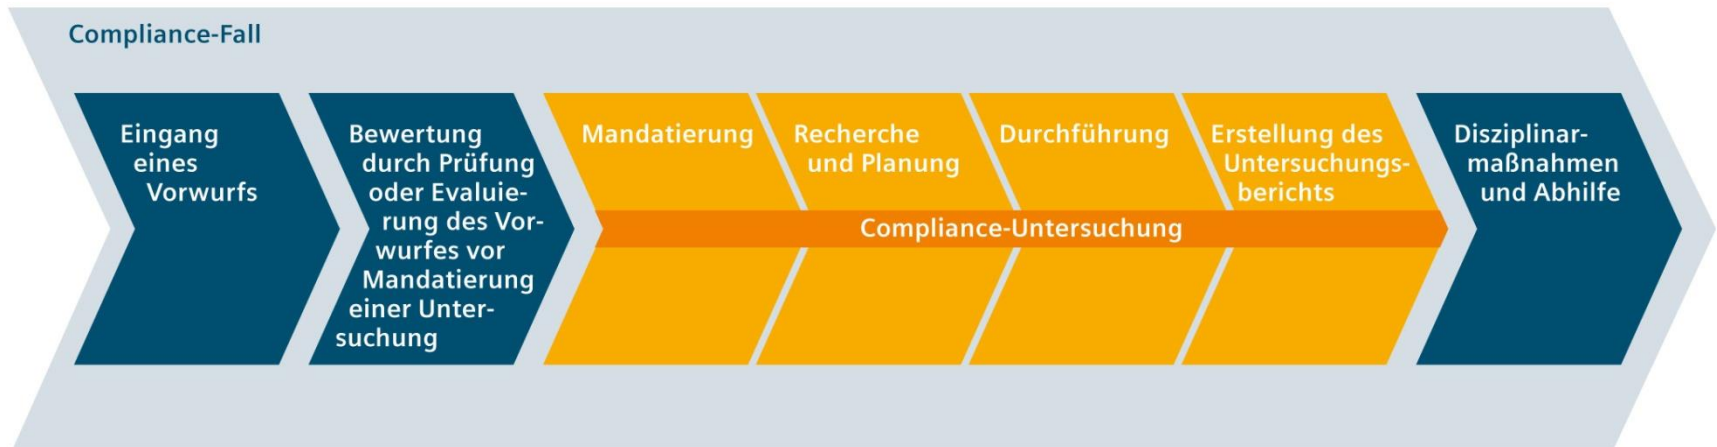 Compliance-Fall
Eingang
eines
Vorwurfs
Bewertung
durch Prüfung
oder Evaluie-
rung des Vor-
wurfes vor
Mandatierung
einer Unter-
suchung
Mandatierung
Recherche
und Planung
Durchführung
Erstellung des
Untersuchungs-
berichts
Compliance-Untersuchung
Disziplinar-
maßnahmen
und Abhilfe